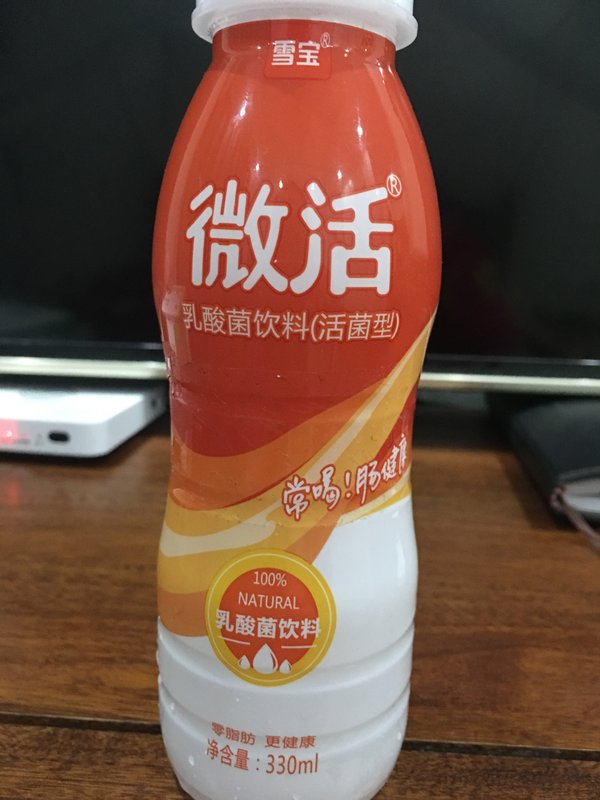 雪宝®
微活®
乳酸菌饮料(活菌型)
常喝!肠健康
100%
NATURAL
乳酸菌饮料
零脂肪 更健康
净含量:330ml